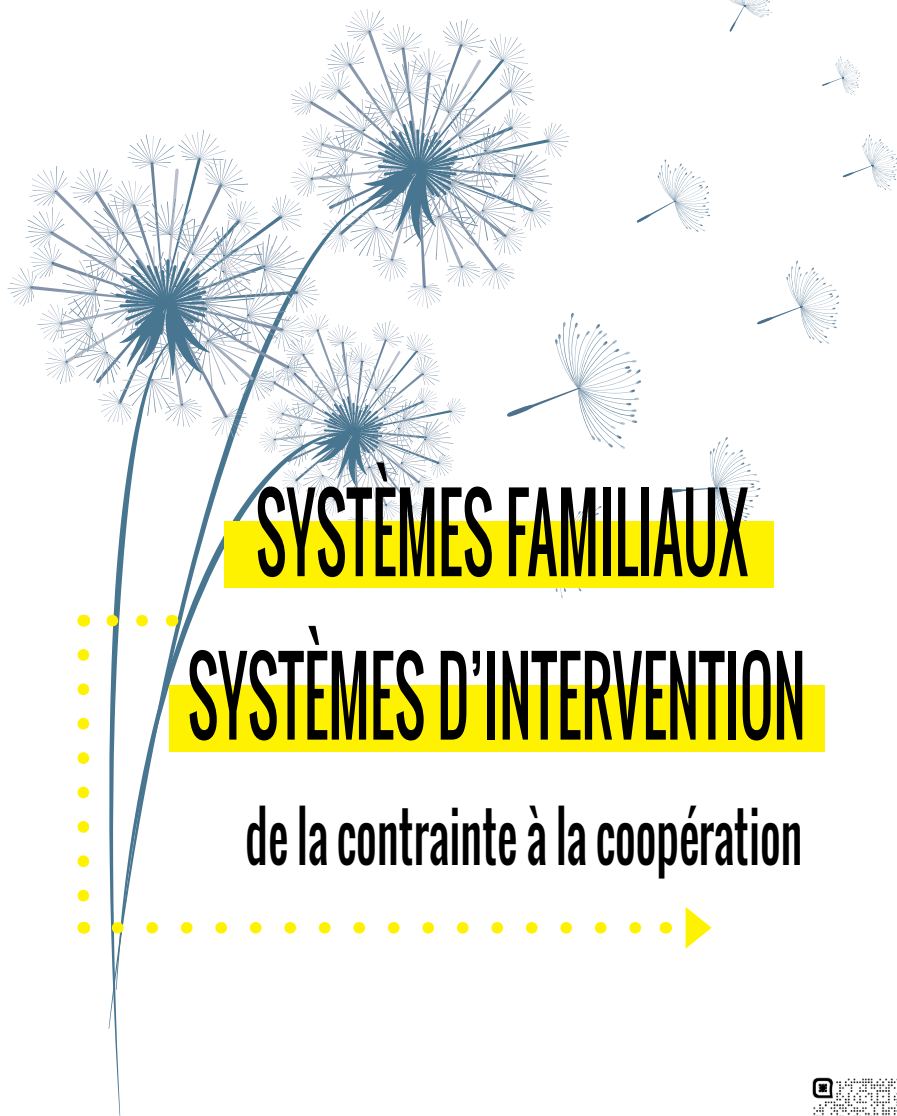 SYSTÈMES FAMILIAUX
SYSTÈMES D’INTERVENTION
de la contrainte à la coopération